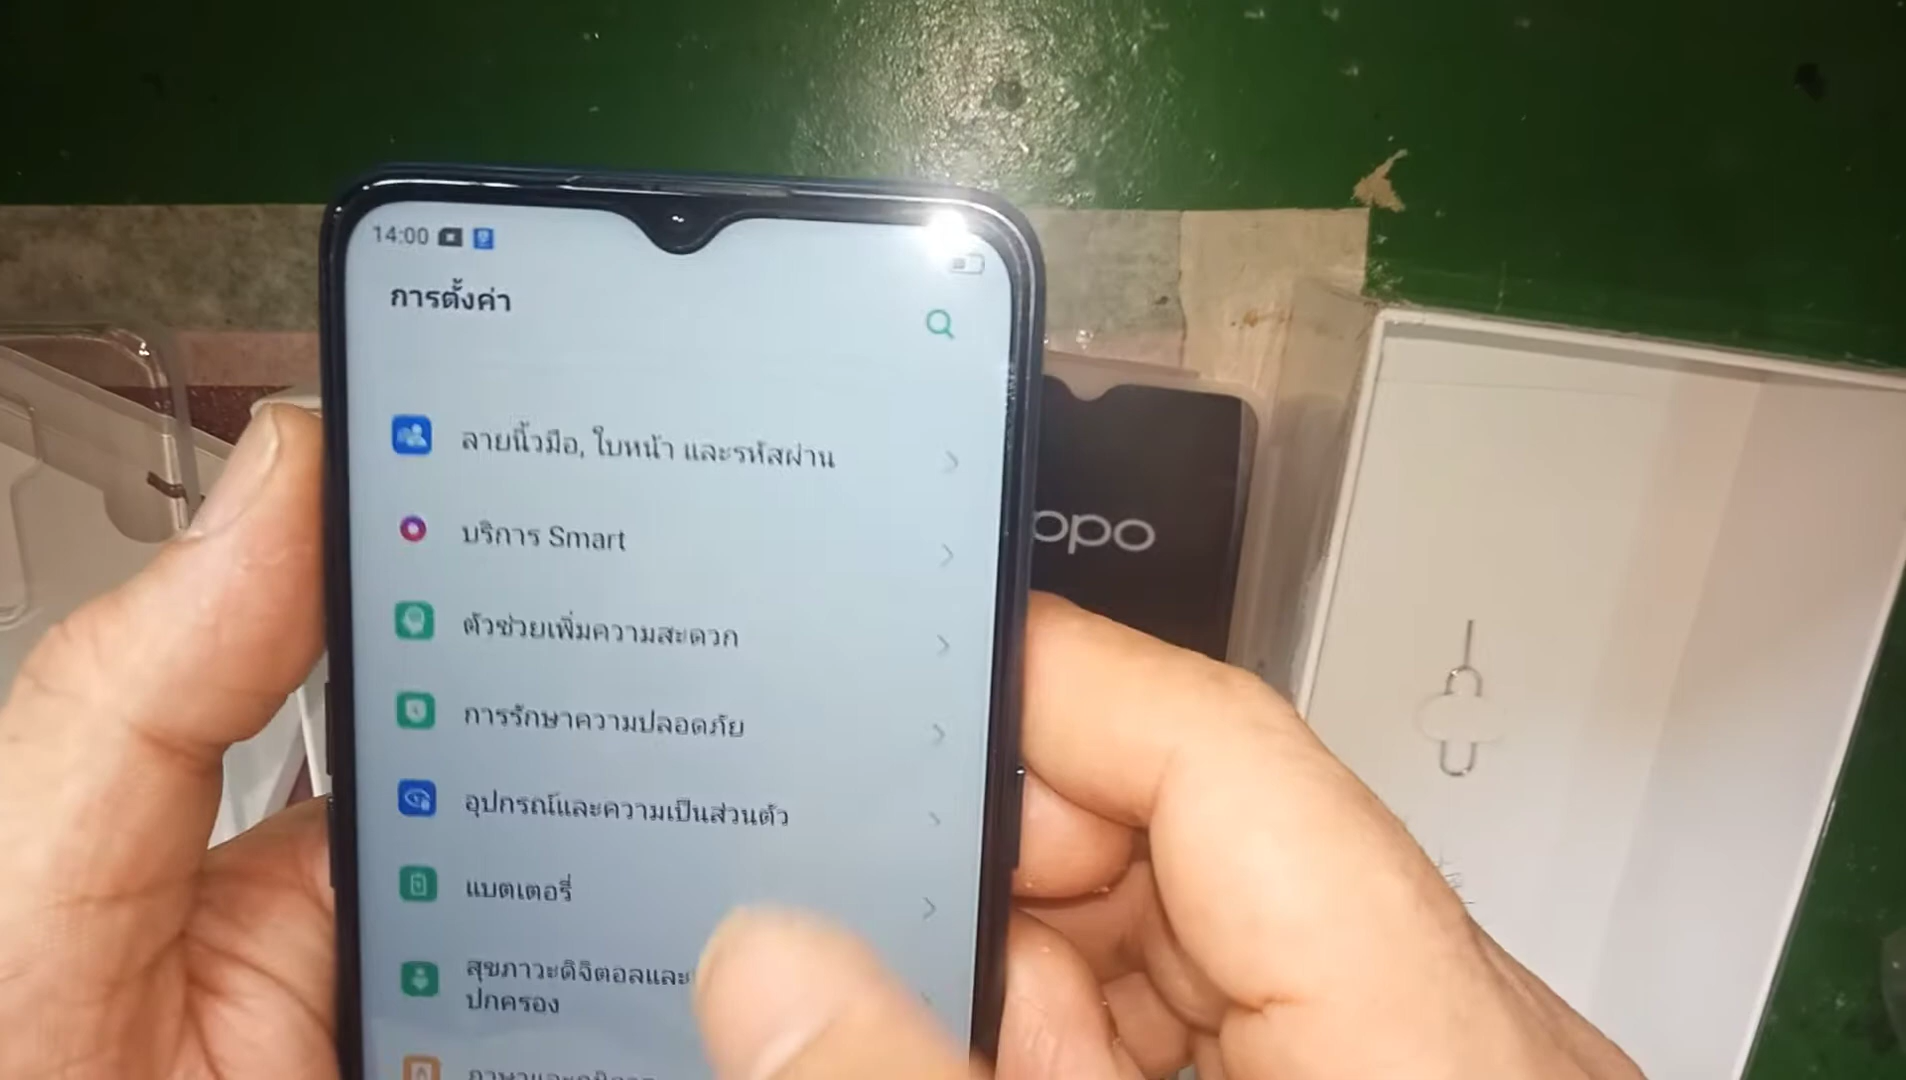 14:00
การตั้งค่า
ลายนิ้วมือ, ใบหน้า และรหัสผ่าน
บริการ Smart
ตัวช่วยเพิ่มความสะดวก
การรักษาความปลอดภัย
อุปกรณ์และความเป็นส่วนตัว
แบตเตอรี่
สุขภาวะดิจิตอลและ
ปกครอง
oppo